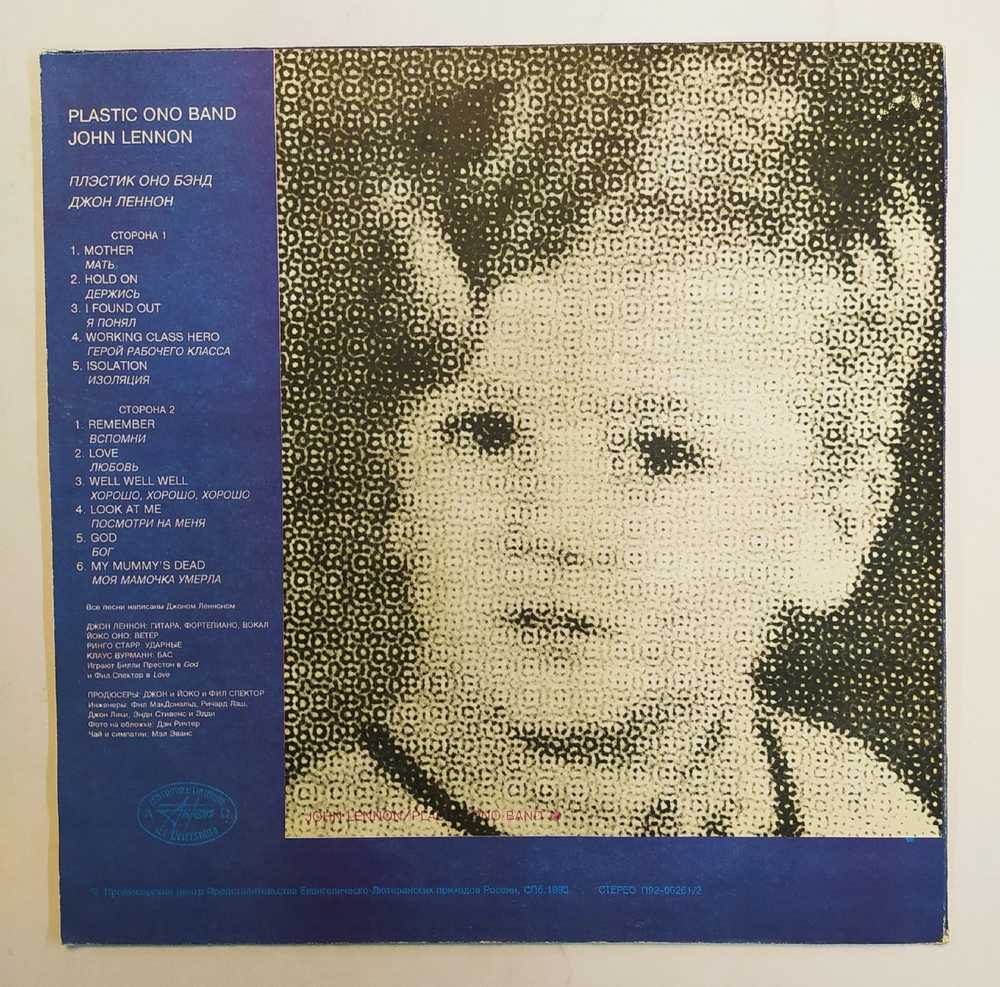 PLASTIC ONO BAND
JOHN LENNON
ПЛЭСТИК ОНО БЭНД
ДЖОН ЛЕННОН
СТОРОНА 1
1. MOTHER
МАТЬ
2. HOLD ON
ДЕРЖИСЬ
3. I FOUND OUT
Я ПОНЯЛ
4. WORKING CLASS HERO
ГЕРОЙ РАБОЧЕГО КЛАССА
5. ISOLATION
ИЗОЛЯЦИЯ
СТОРОНА 2
1. REMEMBER
ВСПОМНИ
2. LOVE
ЛЮБОВЬ
3. WELL WELL WELL
ХОРОШО, ХОРОШО, ХОРОШО
4. LOOK AT ME
ПОСМОТРИ НА МЕНЯ
5. GOD
БОГ
6. MY MUMMY'S DEAD
МОЯ МАМОЧКА УМЕРЛА
Все песни написаны Джоном Ленноном
ДЖОН ЛЕННОН: ГИТАРА, ФОРТЕПИАНО, ВОКАЛ
ЙОКО ОНО: ВЕТЕР
РИНГО СТАРР: УДАРНЫЕ
КЛАУС ВУРМАНН: БАС
Играют Билли Престон в God
и Фил Спектор в Love
ПРОДЮСЕРЫ: ДЖОН и ЙОКО и ФИЛ СПЕКТОР
Инженеры: Фил МакДональд, Ричард Лаш,
Джон Лики, Энди Стивенс и Эдди
Фото на обложке: Дэн Ричтер
Чай и симпатии: Мэл Эванс
St. Petersburg
JOHN LENNON/PLASTIC ONO BAND
© Продюсерский центр Представительства Евангелическо-Лютеранских приходов России, СПб.1993 СТЕРЕО П92-00261/2